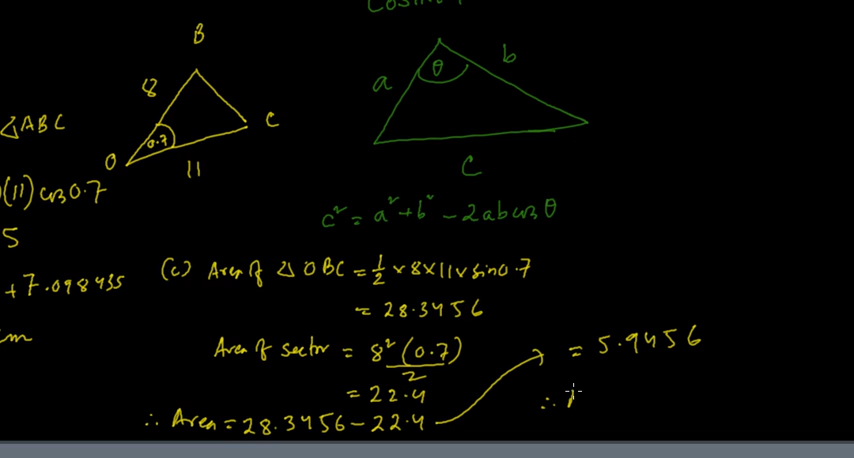 B
8
△ABC
0.7
C
O
11
(11) cos0.7
5
+7.098435
m
θ
a
b
C
c² = a² + b² - 2ab cos θ
(c) Area of △ OBC = 1/2 × 8 × 11 × sin 0.7
= 28.3456
Area of sector = 8² (0.7) / 2
= 22.4
∴ Area = 28.3456 - 22.4
= 5.9456
∴